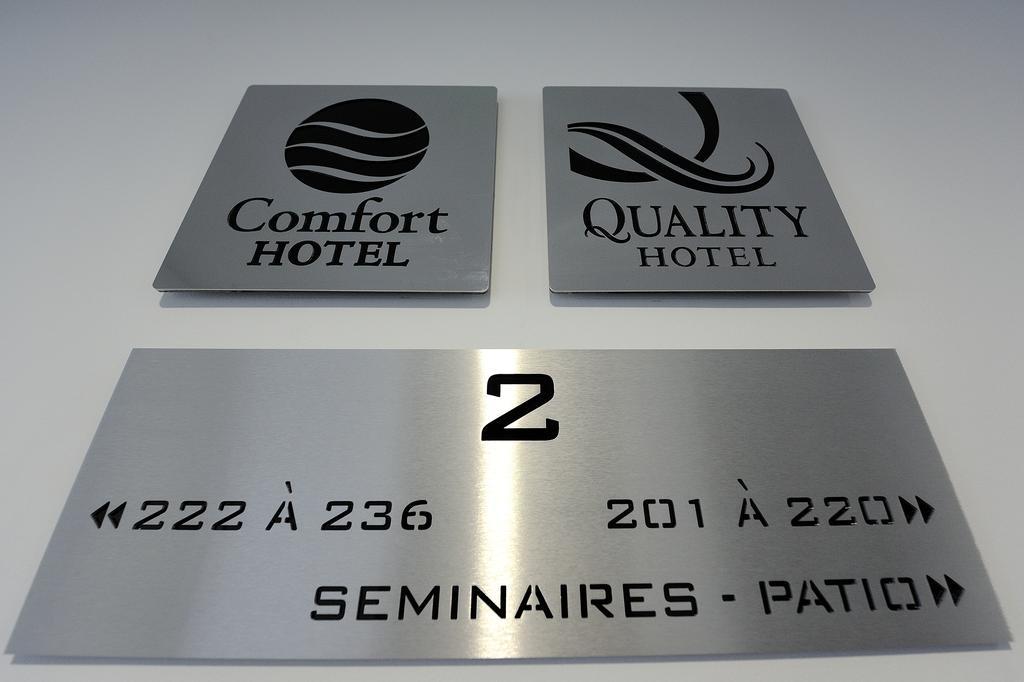 Comfort
HOTEL
QUALITY
HOTEL
2
222 À 236
201 À 220
SEMINAIRES - PATIO